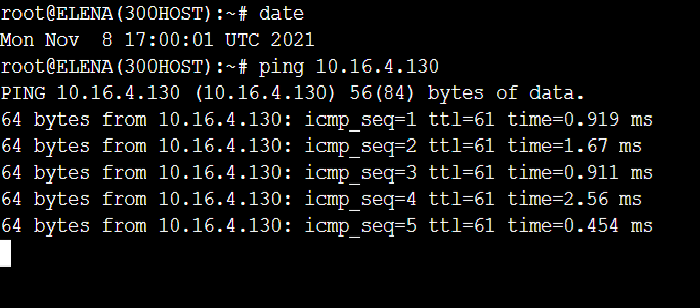 root@ELENA(300HOST):~# date
Mon Nov  8 17:00:01 UTC 2021
root@ELENA(300HOST):~# ping 10.16.4.130
PING 10.16.4.130 (10.16.4.130) 56(84) bytes of data.
64 bytes from 10.16.4.130: icmp_seq=1 ttl=61 time=0.919 ms
64 bytes from 10.16.4.130: icmp_seq=2 ttl=61 time=1.67 ms
64 bytes from 10.16.4.130: icmp_seq=3 ttl=61 time=0.911 ms
64 bytes from 10.16.4.130: icmp_seq=4 ttl=61 time=2.56 ms
64 bytes from 10.16.4.130: icmp_seq=5 ttl=61 time=0.454 ms